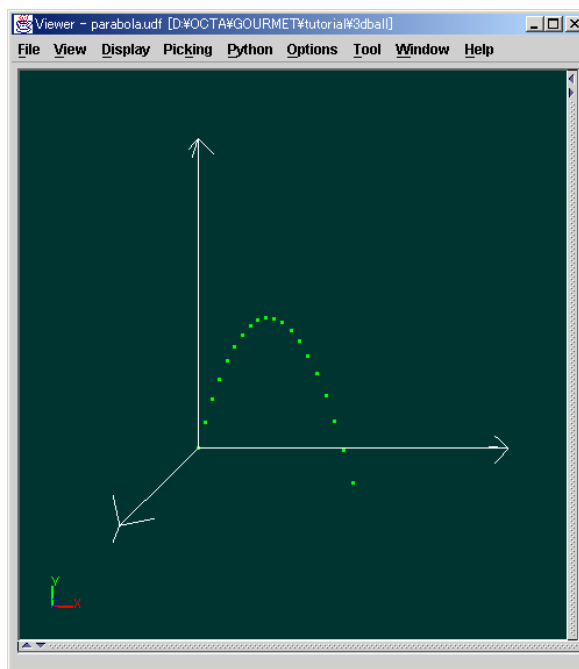 Viewer - parabola.udf [D:¥OCTA¥GOURMET¥tutorial¥3dball]
File View Display Picking Python Options Tool Window Help
Y
X